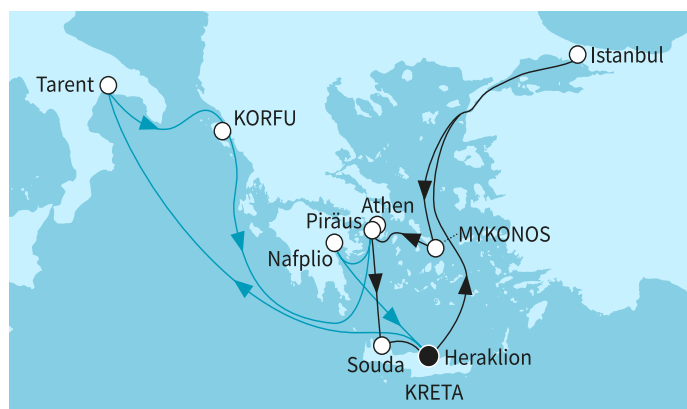 Istanbul
Tarent
KORFU
Athen
Piräus
MYKONOS
Nafplio
Souda
Heraklion
KRETA